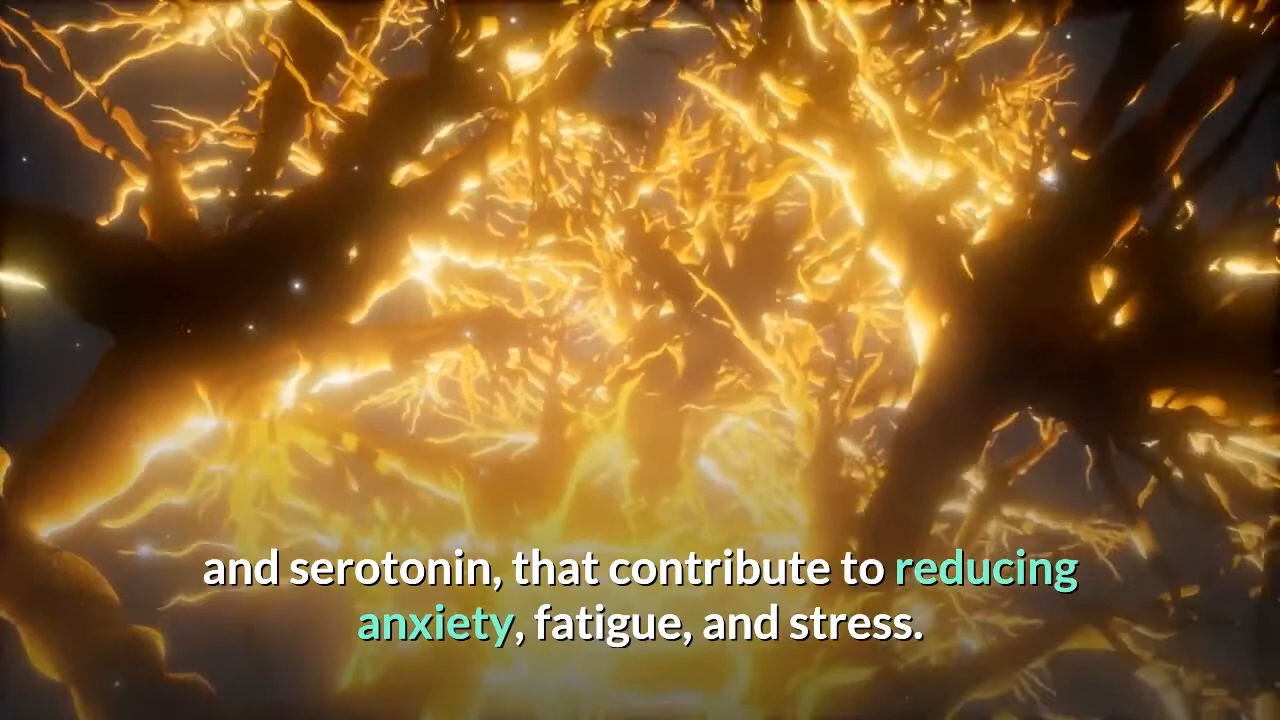 and serotonin, that contribute to reducing
anxiety, fatigue, and stress.